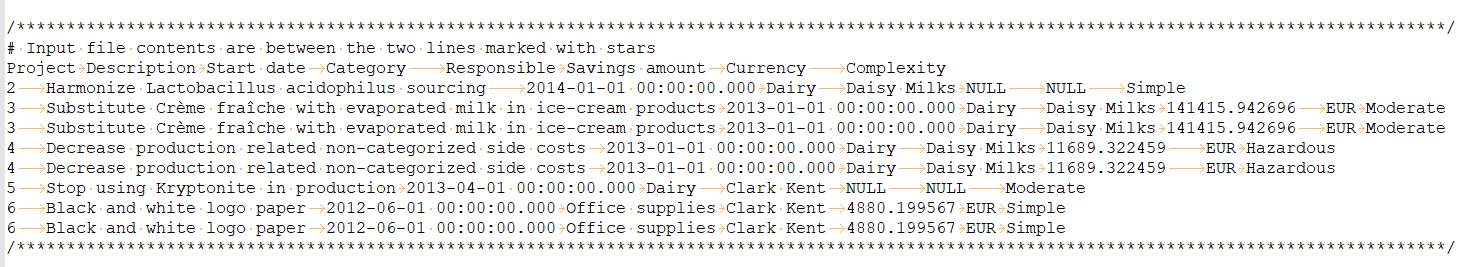 /***********************************************************************************************************************************************/
# Input file contents are between the two lines marked with stars
Project	Description	Start date	Category	Responsible	Savings amount	Currency	Complexity
2	Harmonize Lactobacillus acidophilus sourcing	2014-01-01 00:00:00.000	Dairy	Daisy Milks	NULL	NULL	Simple
3	Substitute Crème fraîche with evaporated milk in ice-cream products	2013-01-01 00:00:00.000	Dairy	Daisy Milks	141415.942696	EUR	Moderate
3	Substitute Crème fraîche with evaporated milk in ice-cream products	2013-01-01 00:00:00.000	Dairy	Daisy Milks	141415.942696	EUR	Moderate
4	Decrease production related non-categorized side costs	2013-01-01 00:00:00.000	Dairy	Daisy Milks	11689.322459	EUR	Hazardous
4	Decrease production related non-categorized side costs	2013-01-01 00:00:00.000	Dairy	Daisy Milks	11689.322459	EUR	Hazardous
5	Stop using Kryptonite in production	2013-04-01 00:00:00.000	Dairy	Clark Kent	NULL	NULL	Moderate
6	Black and white logo paper	2012-06-01 00:00:00.000	Office supplies	Clark Kent	4880.199567	EUR	Simple
6	Black and white logo paper	2012-06-01 00:00:00.000	Office supplies	Clark Kent	4880.199567	EUR	Simple
/***********************************************************************************************************************************************/